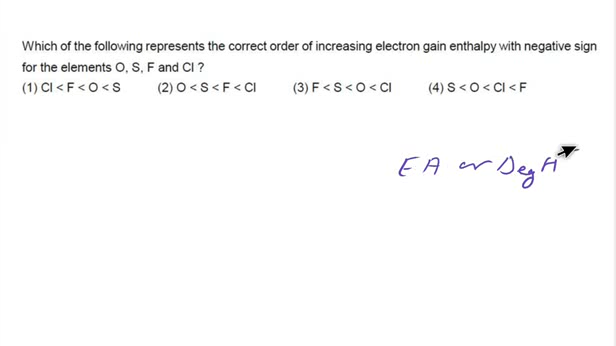 Which of the following represents the correct order of increasing electron gain enthalpy with negative sign
for the elements O, S, F and Cl ?
(1) Cl < F < O < S (2) O < S < F < Cl (3) F < S < O < Cl (4) S < O < Cl < F
EA or DegH